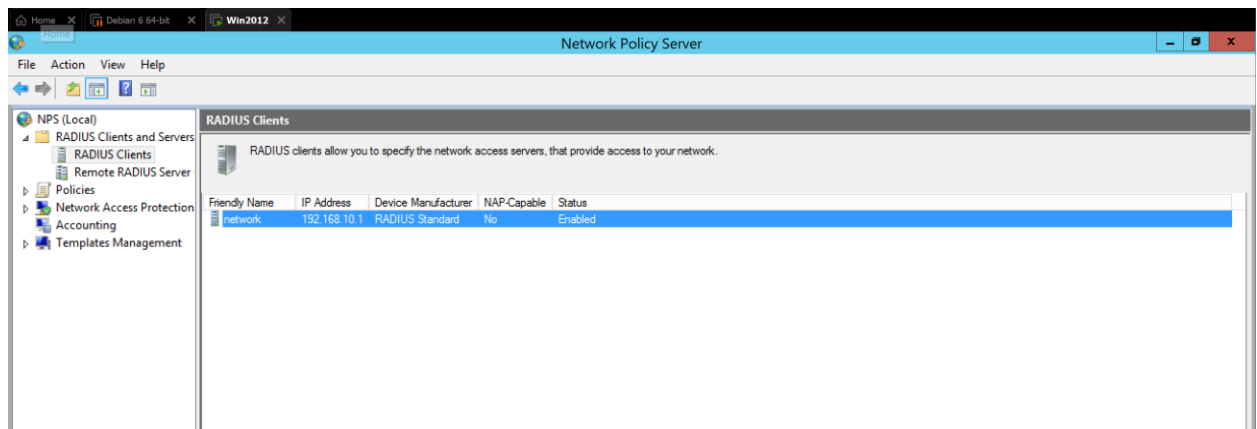 Home Debian 6 64-bit Win2012
Home
Network Policy Server
File Action View Help
NPS (Local)
RADIUS Clients and Servers
RADIUS Clients
Remote RADIUS Server
Policies
Network Access Protection
Accounting
Templates Management
RADIUS Clients
RADIUS clients allow you to specify the network access servers, that provide access to your network.
Friendly Name IP Address Device Manufacturer NAP-Capable Status
network 192.168.10.1 RADIUS Standard No Enabled